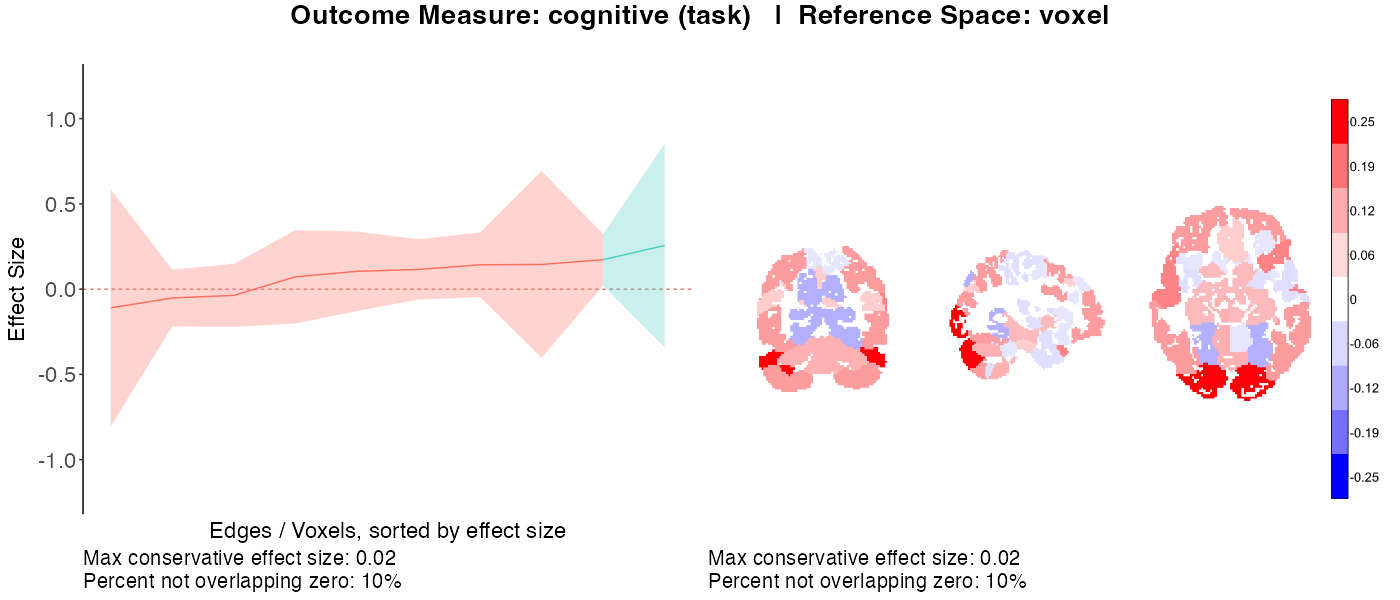 Outcome Measure: cognitive (task) | Reference Space: voxel
Effect Size
1.0
0.5
0.0
-0.5
-1.0
Edges / Voxels, sorted by effect size
Max conservative effect size: 0.02
Percent not overlapping zero: 10%
0.25
0.19
0.12
0.06
0
-0.06
-0.12
-0.19
-0.25
Max conservative effect size: 0.02
Percent not overlapping zero: 10%